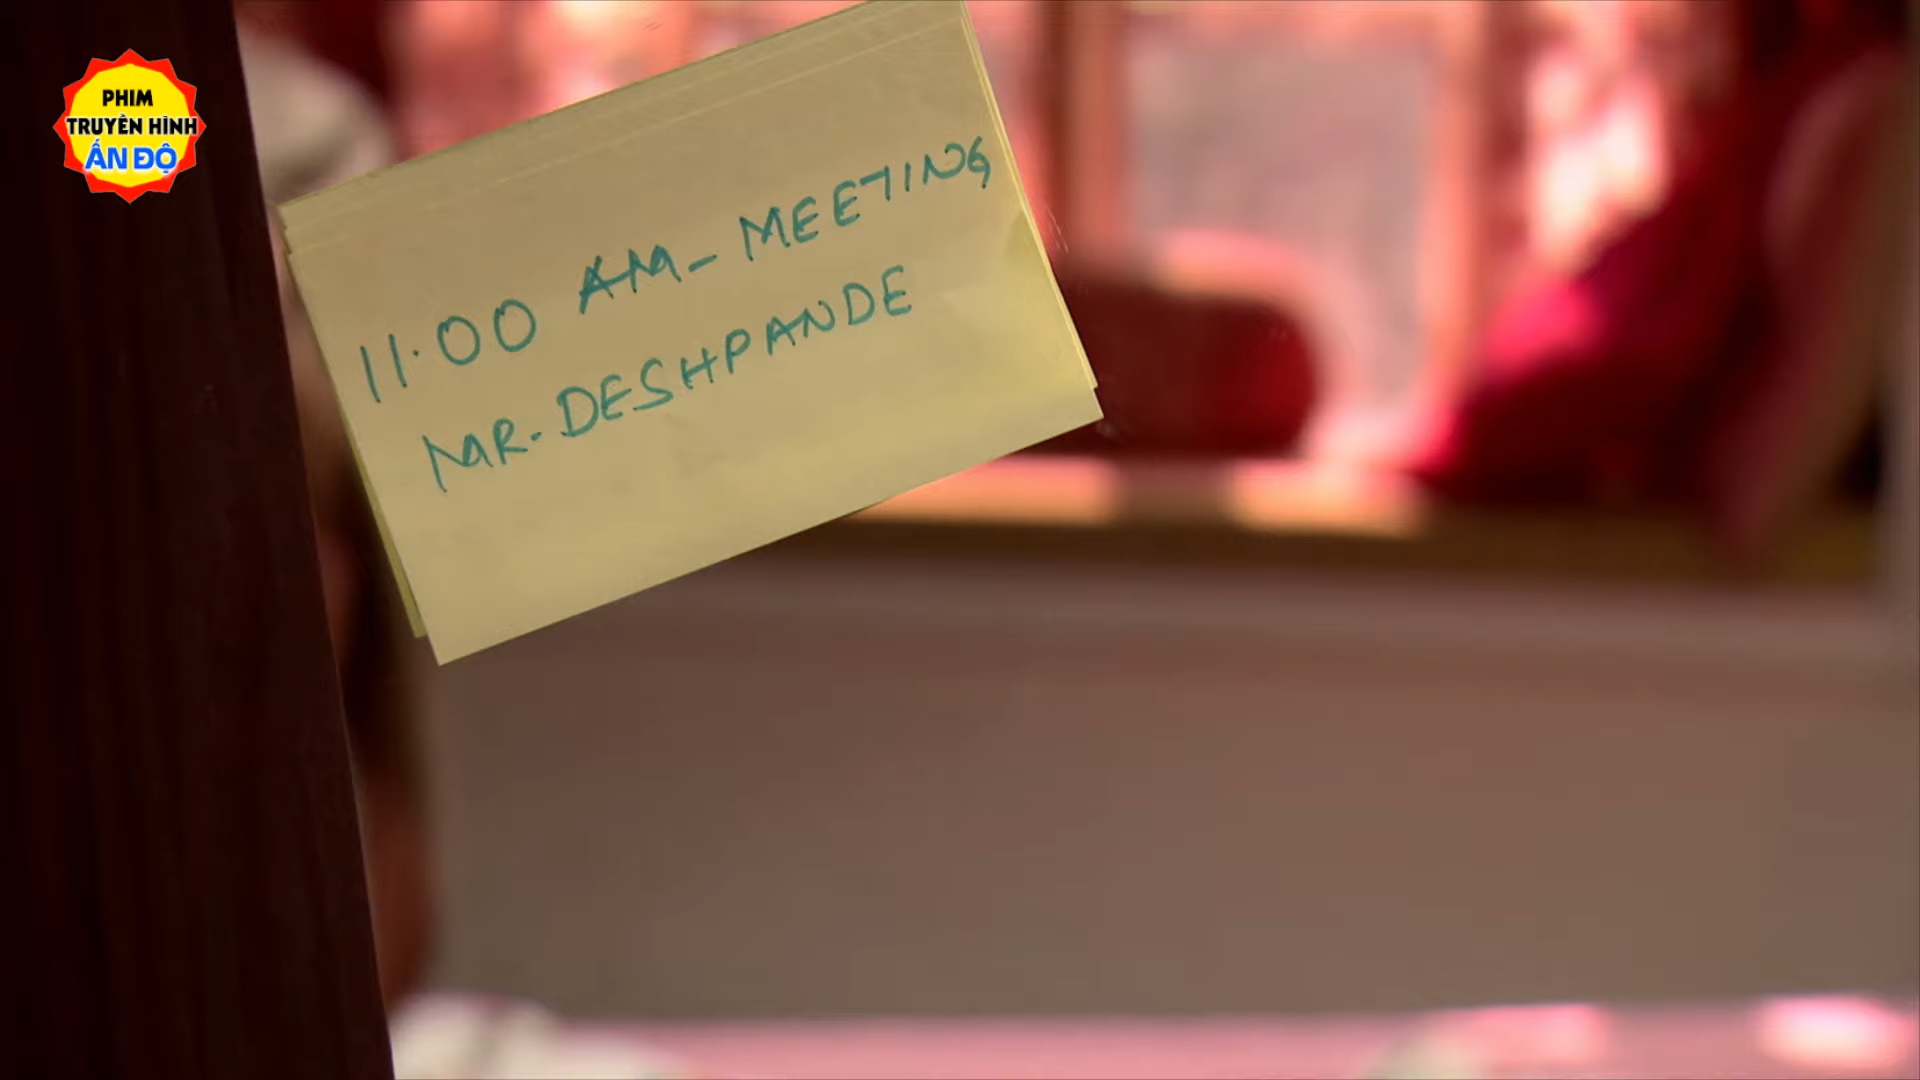 PHIM
TRUYỀN HÌNH
ẤN ĐỘ
11.00 AM - MEETING
MR. DESHPANDE